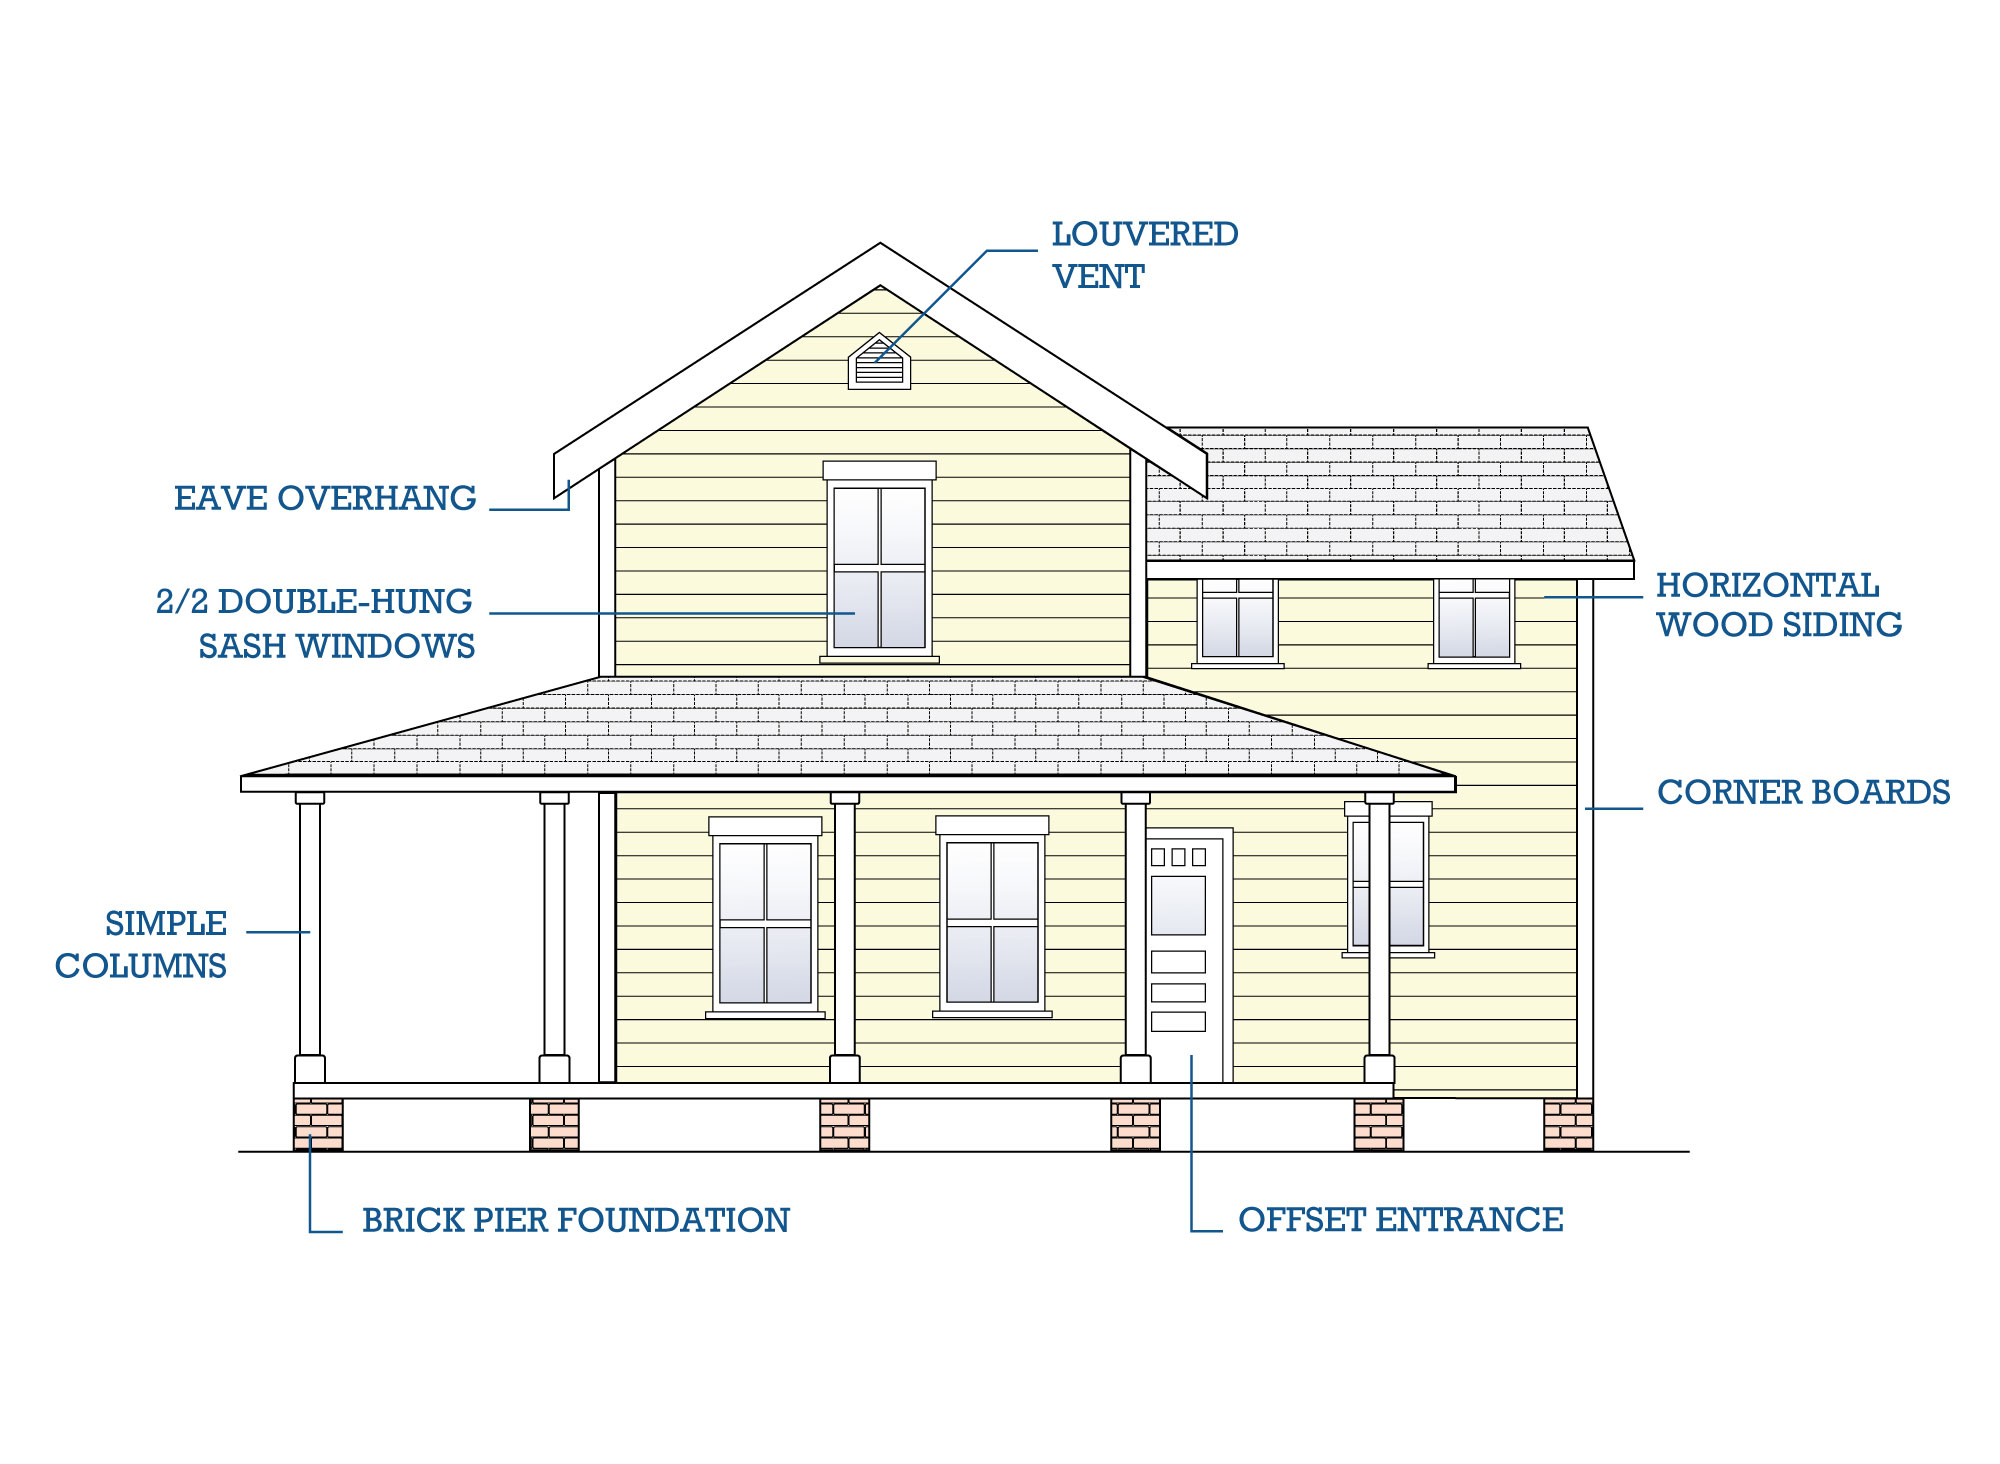 LOUVERED
VENT
EAVE OVERHANG
2/2 DOUBLE-HUNG
SASH WINDOWS
HORIZONTAL
WOOD SIDING
CORNER BOARDS
SIMPLE
COLUMNS
BRICK PIER FOUNDATION
OFFSET ENTRANCE